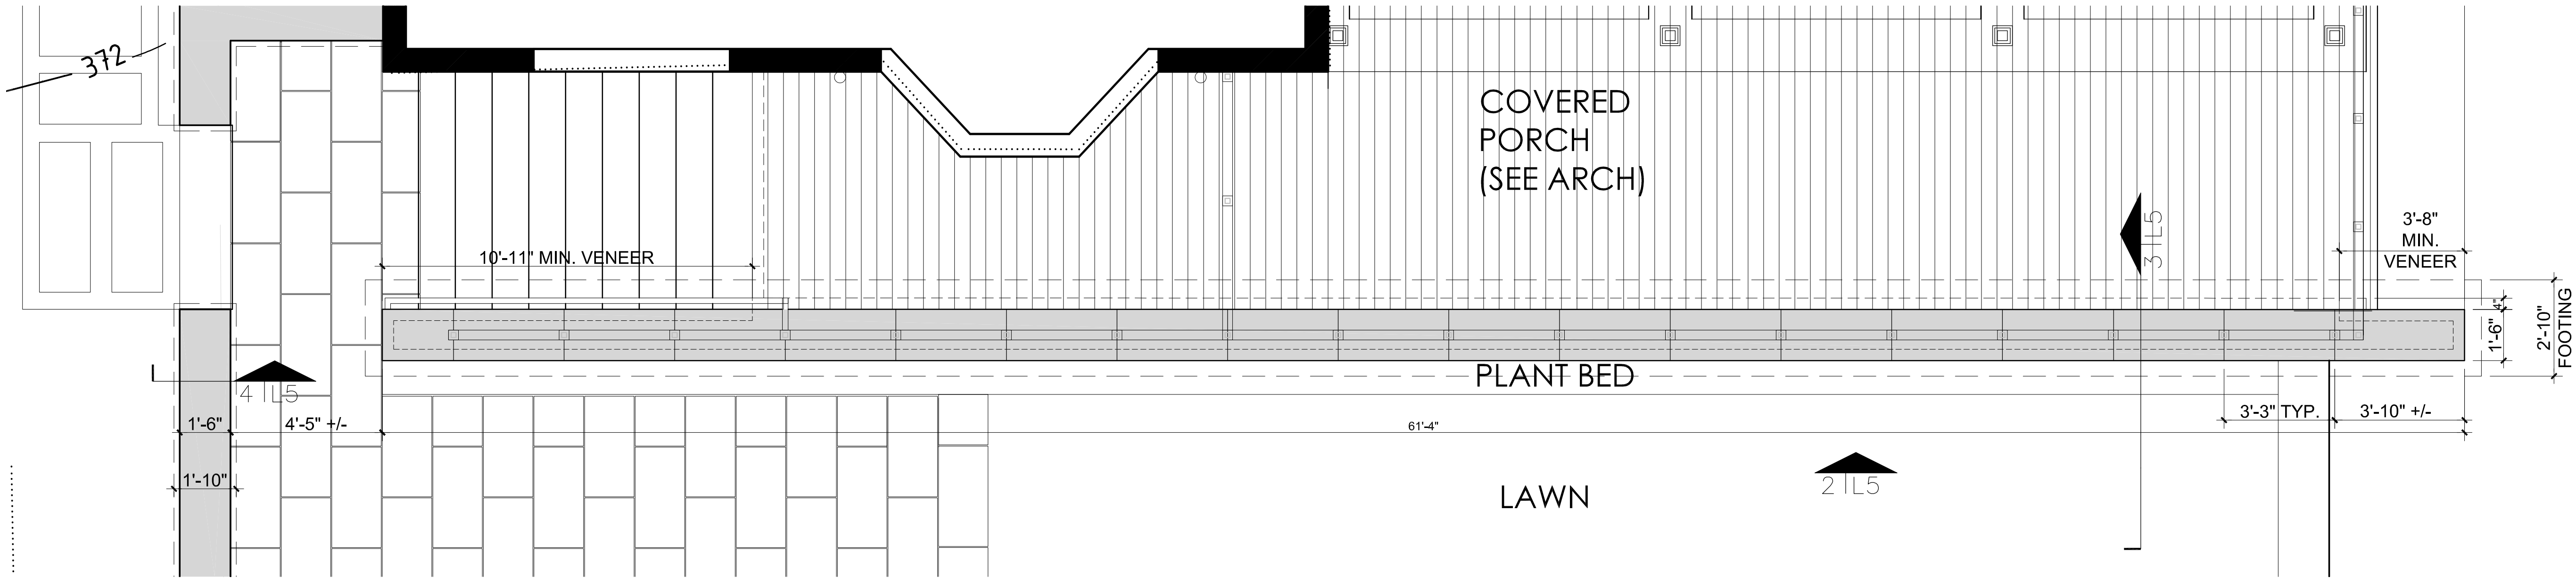 372
COVERED
PORCH
(SEE ARCH)
3 L5
3'-8"
MIN.
VENEER
10'-11" MIN. VENEER
4"
1'-6"
2'-10"
FOOTING
PLANT BED
4 L5
1'-6"
4'-5" +/-
61'-4"
3'-3" TYP.
3'-10" +/-
1'-10"
2 L5
LAWN